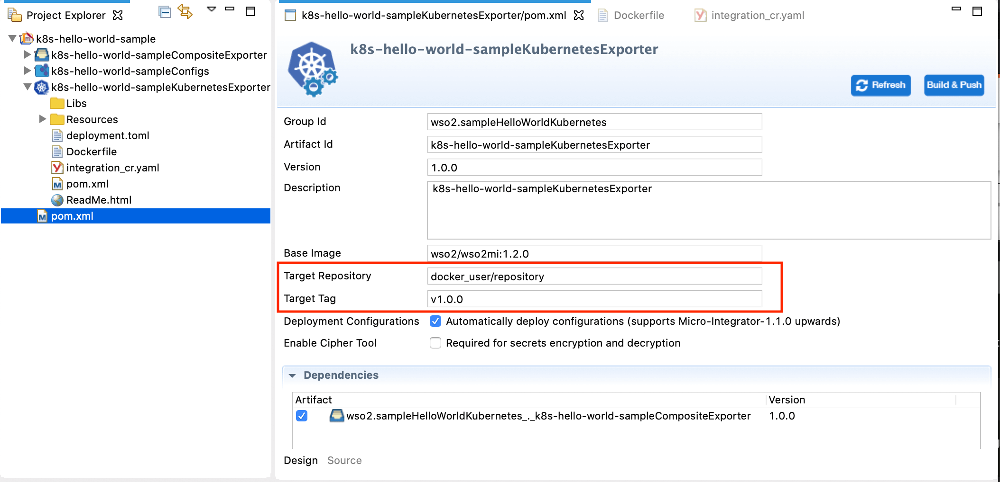 Project Explorer
k8s-hello-world-sample
k8s-hello-world-sampleCompositeExporter
k8s-hello-world-sampleConfigs
k8s-hello-world-sampleKubernetesExporter
Libs
Resources
deployment.toml
Dockerfile
integration_cr.yaml
pom.xml
ReadMe.html
pom.xml
k8s-hello-world-sampleKubernetesExporter/pom.xml Dockerfile integration_cr.yaml
k8s-hello-world-sampleKubernetesExporter
Refresh Build & Push
Group Id wso2.sampleHelloWorldKubernetes
Artifact Id k8s-hello-world-sampleKubernetesExporter
Version 1.0.0
Description k8s-hello-world-sampleKubernetesExporter
Base Image wso2/wso2mi:1.2.0
Target Repository docker_user/repository
Target Tag v1.0.0
Deployment Configurations Automatically deploy configurations (supports Micro-Integrator-1.1.0 upwards)
Enable Cipher Tool Required for secrets encryption and decryption
Dependencies
Artifact Version
wso2.sampleHelloWorldKubernetes_._k8s-hello-world-sampleCompositeExporter 1.0.0
Design Source